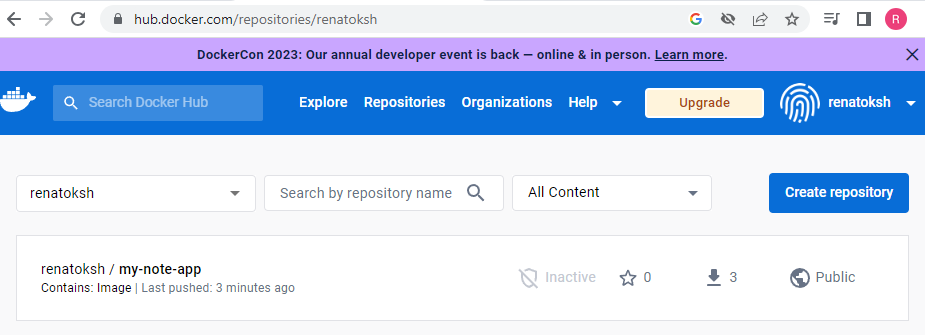 hub.docker.com/repositories/renatoksh
R
DockerCon 2023: Our annual developer event is back — online & in person. Learn more.
Search Docker Hub Explore Repositories Organizations Help Upgrade renatoksh
renatoksh Search by repository name All Content Create repository
renatoksh / my-note-app Inactive 0 3 Public
Contains: Image | Last pushed: 3 minutes ago